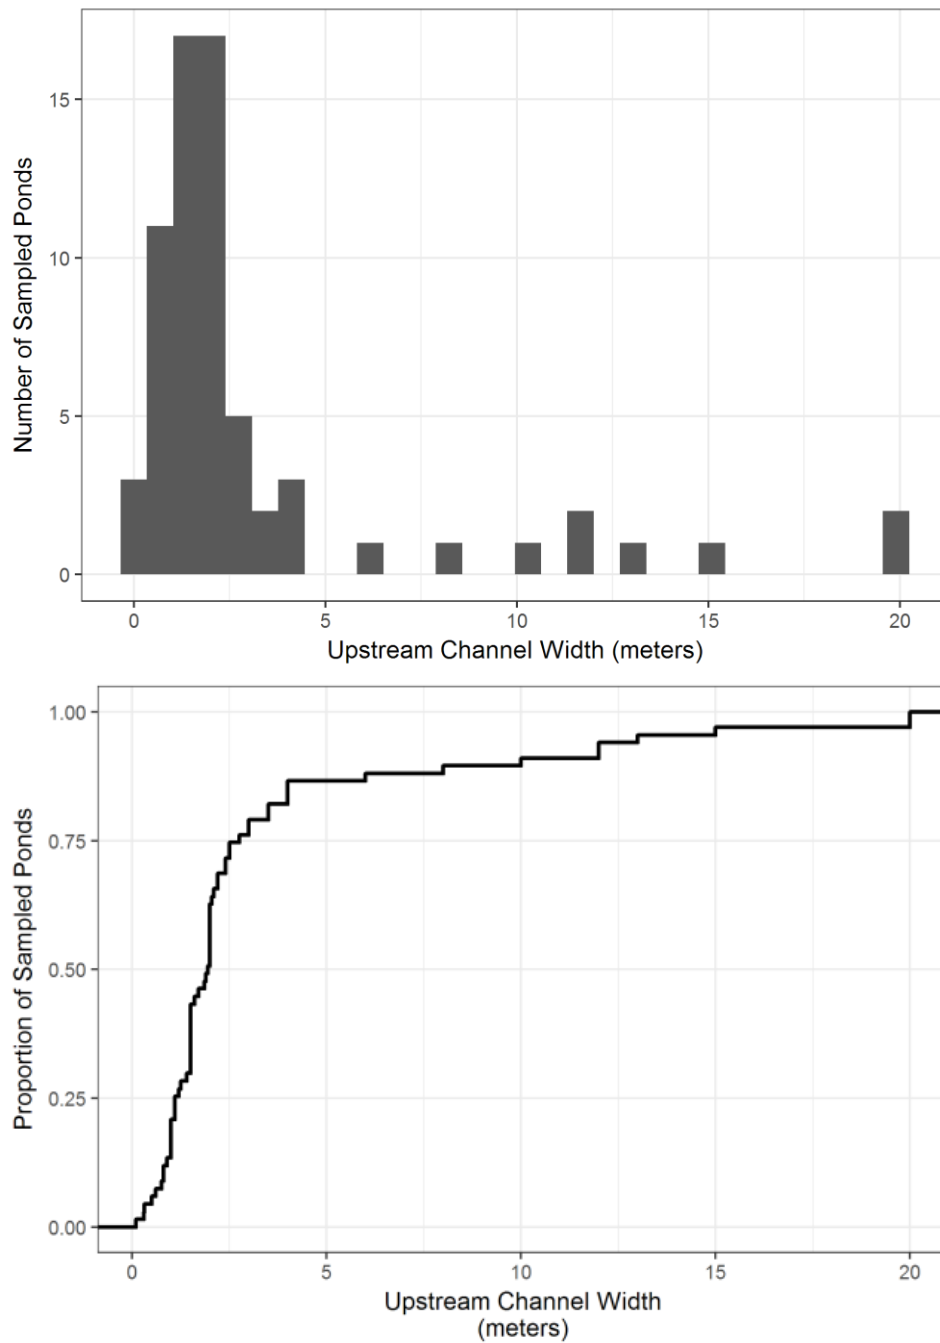 Number of Sampled Ponds
15
10
5
0
0 5 10 15 20
Upstream Channel Width (meters)
Proportion of Sampled Ponds
1.00
0.75
0.50
0.25
0.00
0 5 10 15 20
Upstream Channel Width
(meters)